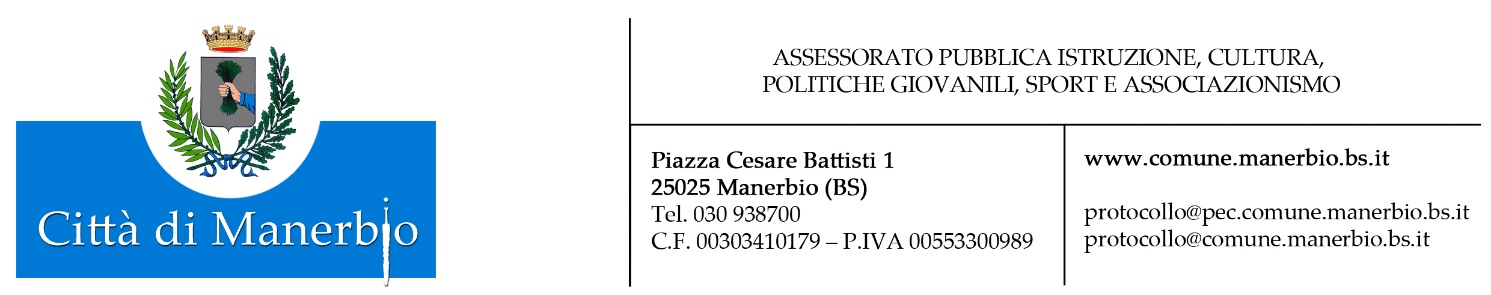 Città di Manerbio
ASSESSORATO PUBBLICA ISTRUZIONE, CULTURA,
POLITICHE GIOVANILI, SPORT E ASSOCIAZIONISMO
Piazza Cesare Battisti 1
25025 Manerbio (BS)
Tel. 030 938700
C.F. 00303410179 – P.IVA 00553300989
www.comune.manerbio.bs.it
protocollo@pec.comune.manerbio.bs.it
protocollo@comune.manerbio.bs.it